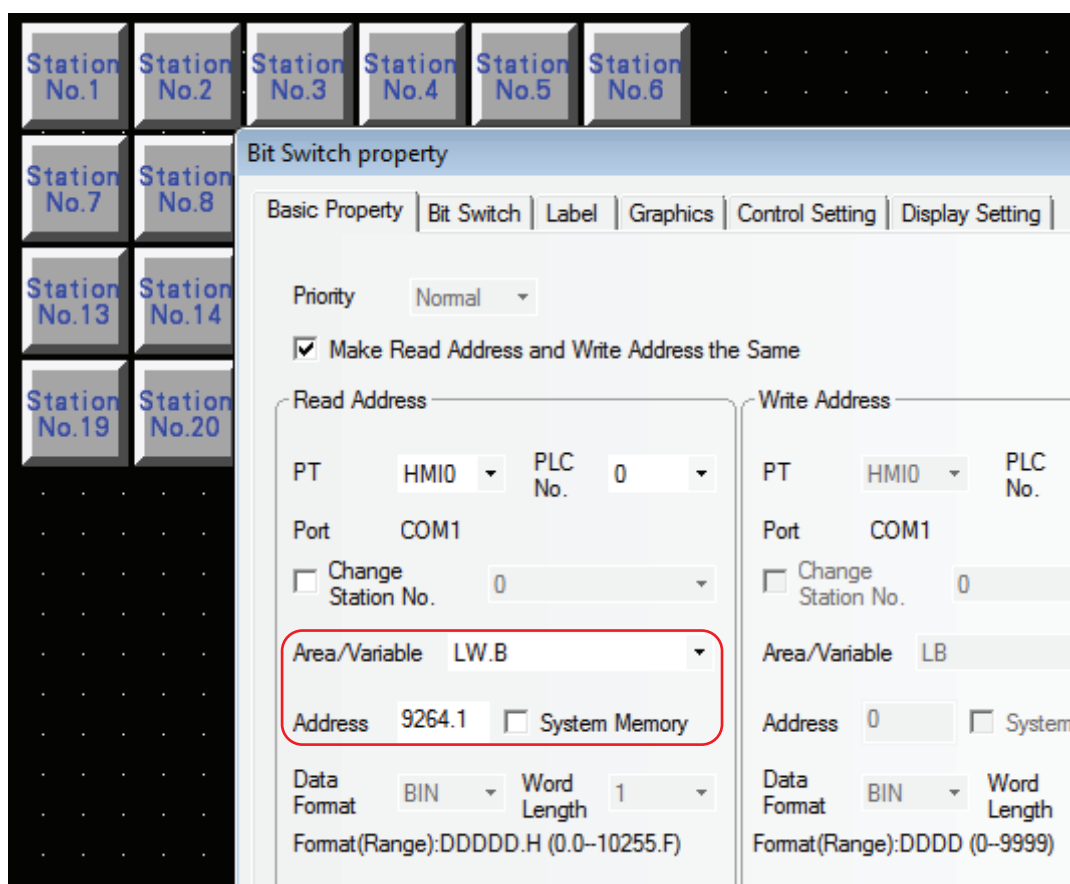 Station No.1
Station No.2
Station No.3
Station No.4
Station No.5
Station No.6
Station No.7
Station No.8
Station No.13
Station No.14
Station No.19
Station No.20
Bit Switch property
Basic Property Bit Switch Label Graphics Control Setting Display Setting
Priority Normal
Make Read Address and Write Address the Same
Read Address
PT HMI0 PLC No. 0
Port COM1
Change Station No. 0
Area/Variable LW.B
Address 9264.1 System Memory
Data Format BIN Word Length 1
Format(Range):DDDDD.H (0.0--10255.F)
Write Address
PT HMI0 PLC No.
Port COM1
Change Station No. 0
Area/Variable LB
Address 0 System
Data Format BIN Word Length
Format(Range):DDDD (0--9999)